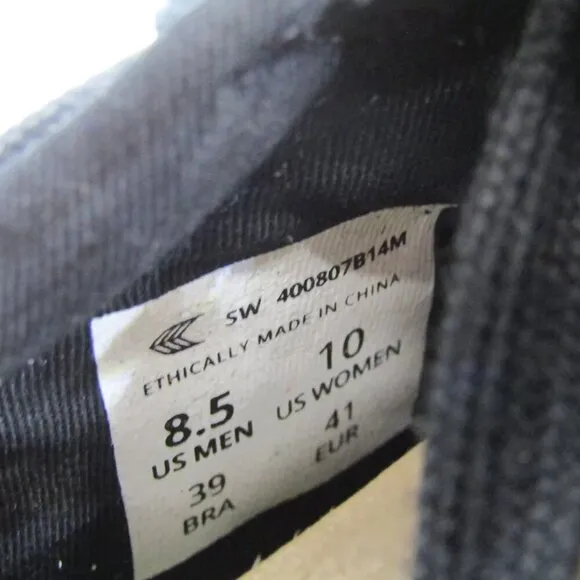 SW 400807B14M
ETHICALLY MADE IN CHINA
8.5 10
US MEN US WOMEN
39 41
BRA EUR